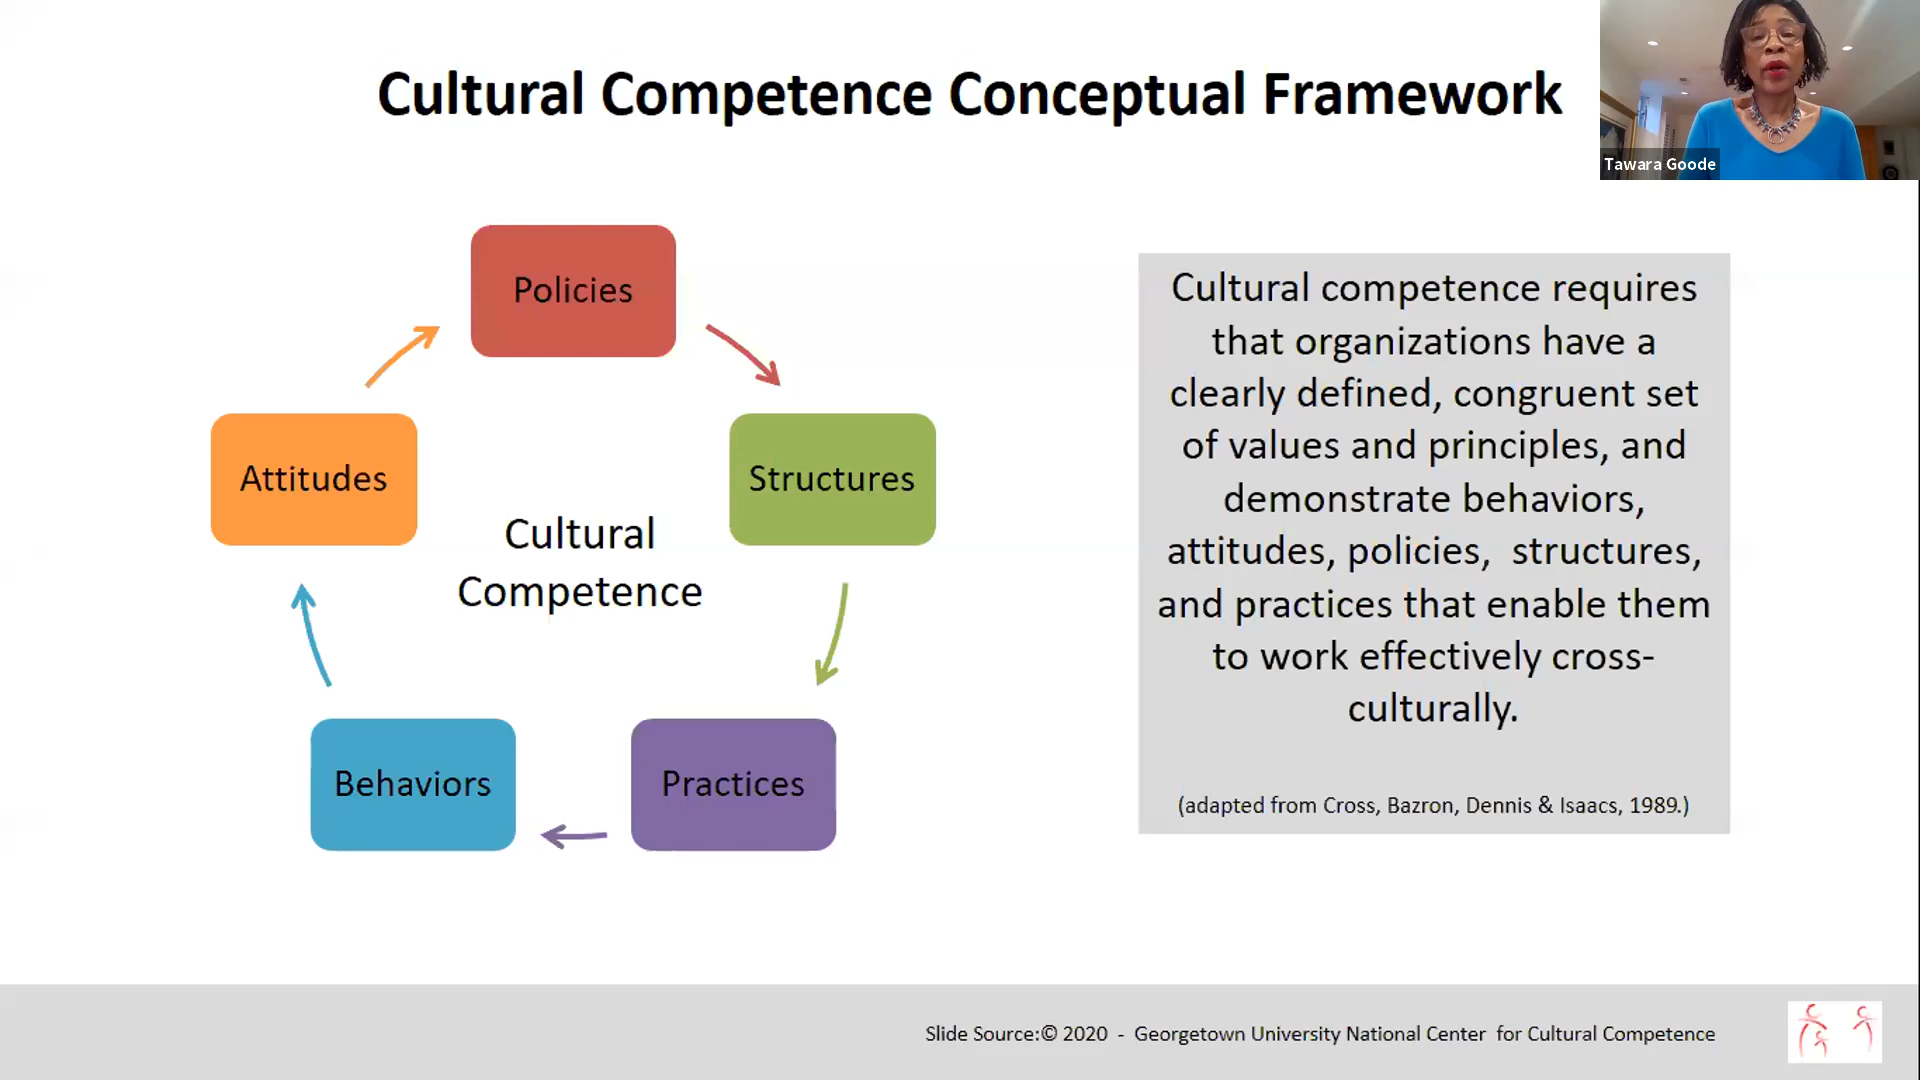 Cultural Competence Conceptual Framework
Tawara Goode
Policies
Attitudes
Structures
Cultural
Competence
Behaviors
Practices
Cultural competence requires
that organizations have a
clearly defined, congruent set
of values and principles, and
demonstrate behaviors,
attitudes, policies,  structures,
and practices that enable them
to work effectively cross-
culturally.
(adapted from Cross, Bazron, Dennis & Isaacs, 1989.)
Slide Source:© 2020  -  Georgetown University National Center  for Cultural Competence